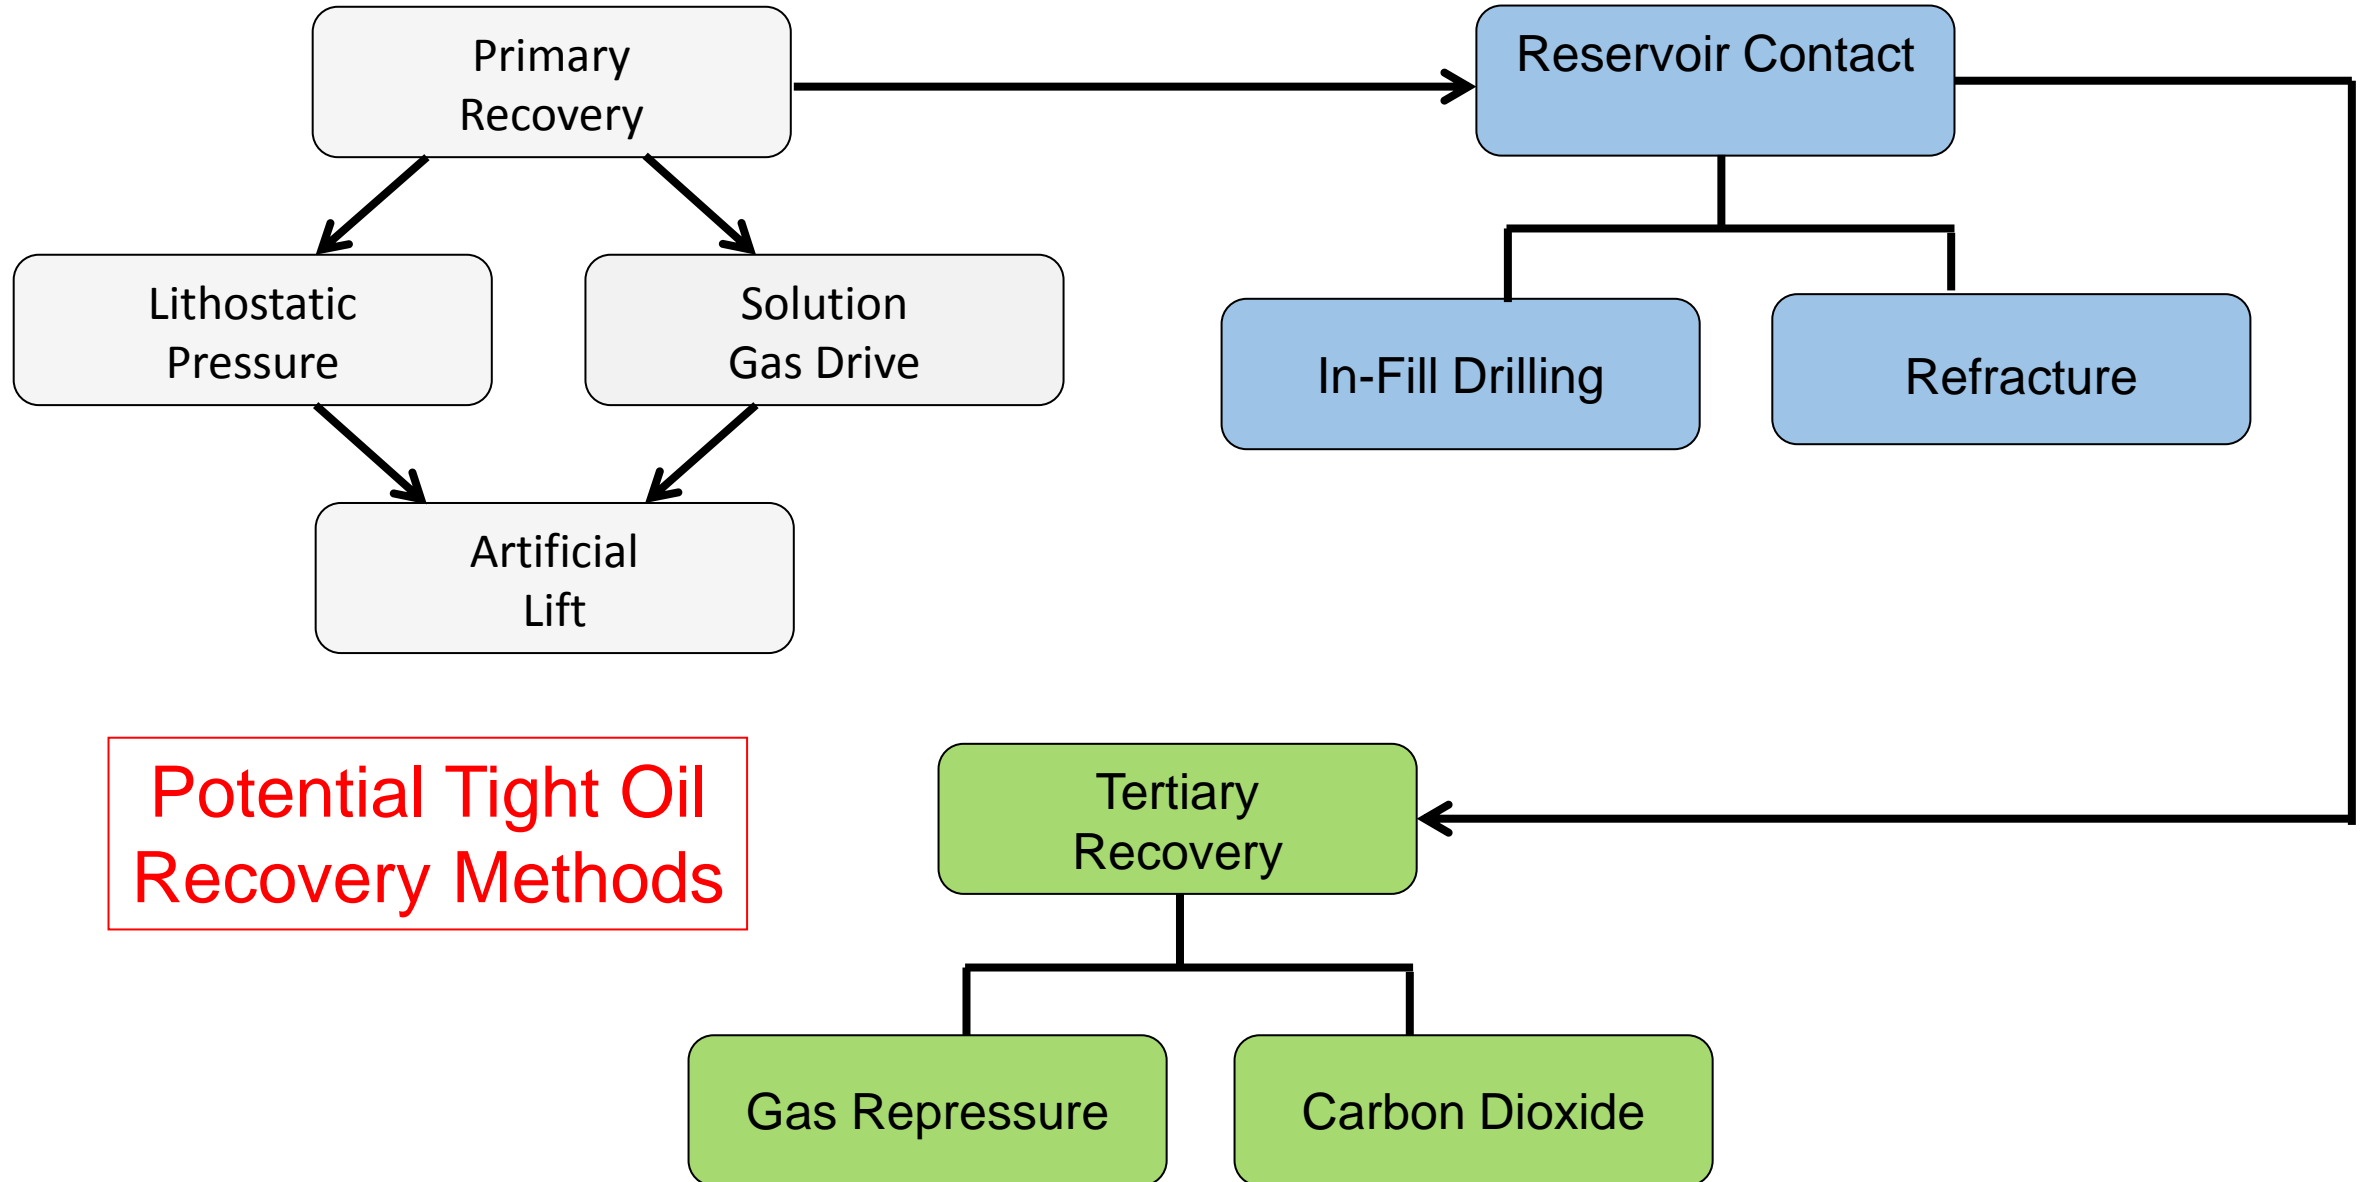 Primary
Recovery
Reservoir Contact
Lithostatic
Pressure
Solution
Gas Drive
In-Fill Drilling
Refracture
Artificial
Lift
Potential Tight Oil
Recovery Methods
Tertiary
Recovery
Gas Repressure
Carbon Dioxide